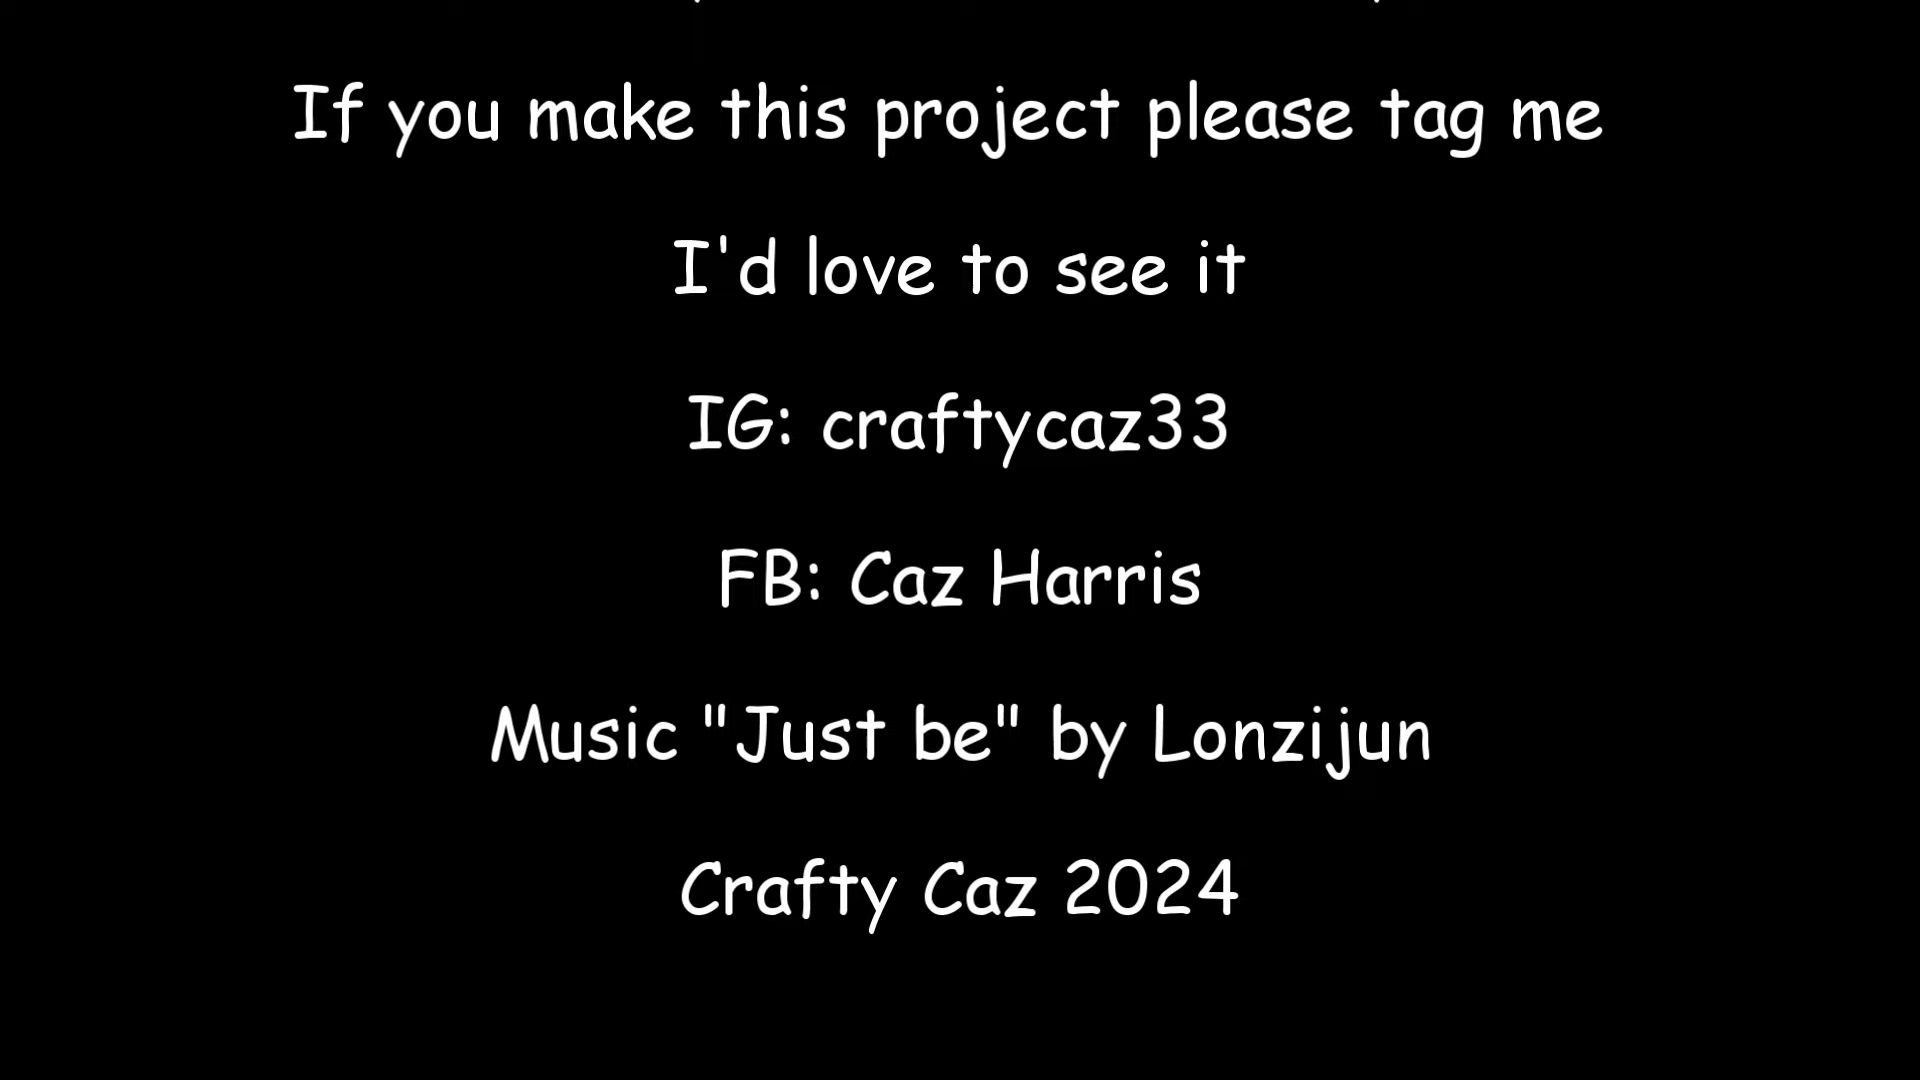 If you make this project please tag me
I'd love to see it
IG: craftycaz33
FB: Caz Harris
Music "Just be" by Lonzijun
Crafty Caz 2024